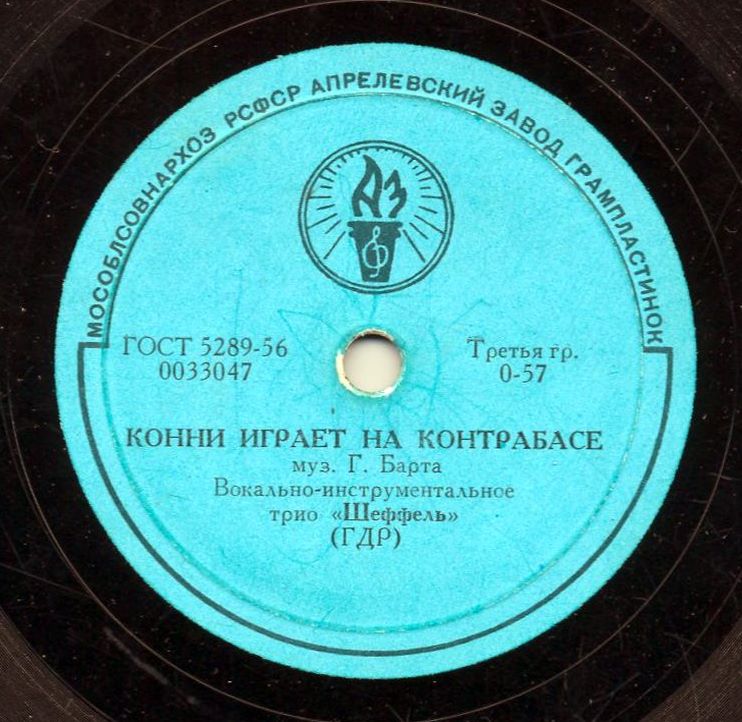 МОСОБЛСОВНАРХОЗ РСФСР АПРЕЛЕВСКИЙ ЗАВОД ГРАМПЛАСТИНОК
АЗ
ГОСТ 5289-56
0033047
Третья гр.
0-57
КОННИ ИГРАЕТ НА КОНТРАБАСЕ
муз. Г. Барта
Вокально-инструментальное
трио «Шеффель»
(ГДР)